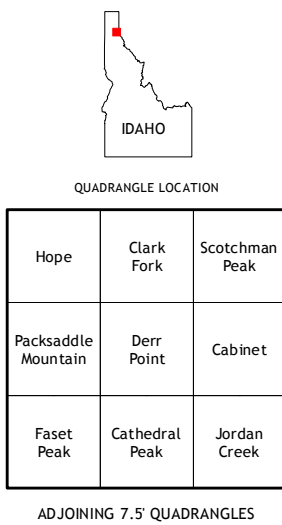 IDAHO
QUADRANGLE LOCATION
Hope
Clark
Fork
Scotchman
Peak
Packsaddle
Mountain
Derr
Point
Cabinet
Faset
Peak
Cathedral
Peak
Jordan
Creek
ADJOINING 7.5' QUADRANGLES